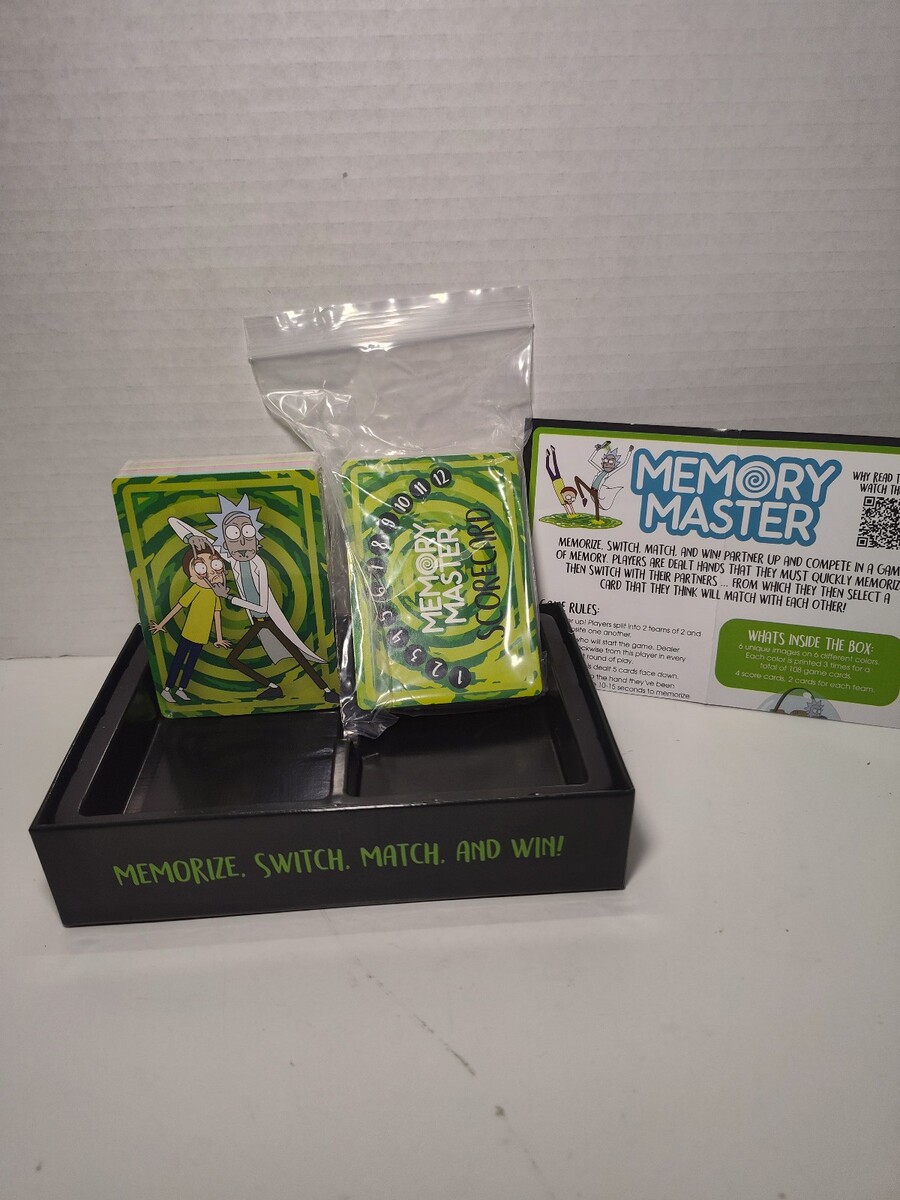 12
11
10
9
8
7
6
5
4
3
2
1
MEMORY
MASTER
SCORECARD
MEMORIZE, SWITCH, MATCH, AND WIN!
MEMORY
MASTER
WHY READ
WATCH
MEMORIZE, SWITCH, MATCH, AND WIN! PARTNER UP AND COMPETE IN A
OF MEMORY. PLAYERS ARE DEALT HANDS THAT THEY MUST QUICKLY
THEN SWITCH WITH THEIR PARTNERS ... FROM WHICH THEY THEN SELECT A
CARD THAT THEY THINK WILL MATCH WITH EACH OTHER!
RULES:
up! Players split into 2 teams of 2 and
one another.
who will start the game. Dealer
from this player in every
round of play.
dealt 5 cards face down.
the hand they've been
10-15 seconds to memorize
WHATS INSIDE THE BOX:
6 unique images on 6 different colors.
Each color is printed 3 times for a
total of 108 game cards.
4 score cards, 2 cards for each team.